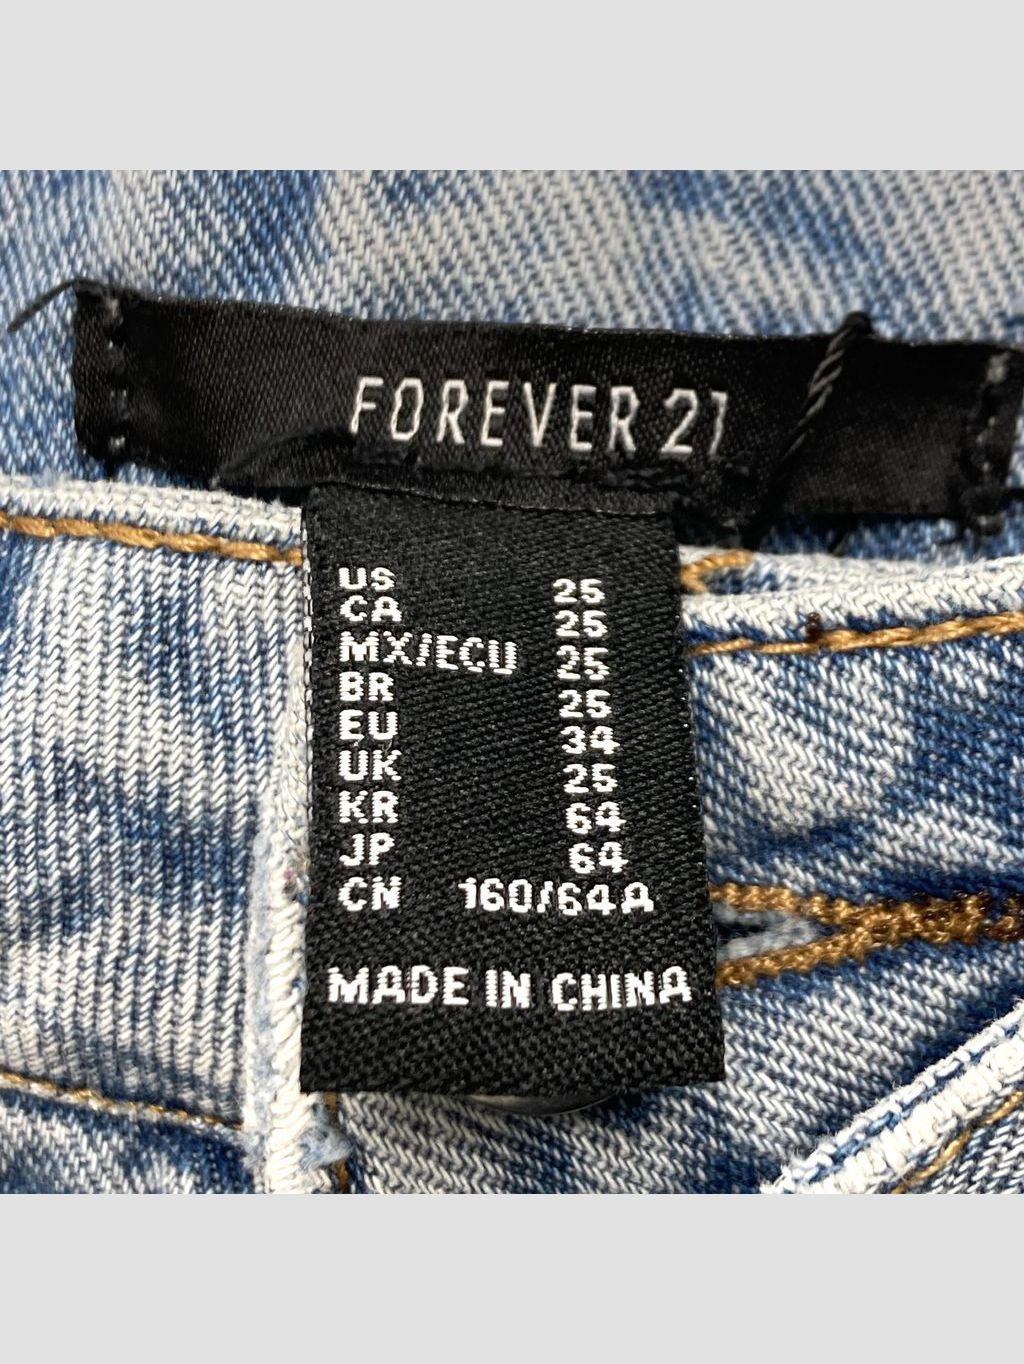 FOREVER 21
US 25
CA 25
MX/ECU 25
BR 25
EU 34
UK 25
KR 64
JP 64
CN 160/64A
MADE IN CHINA